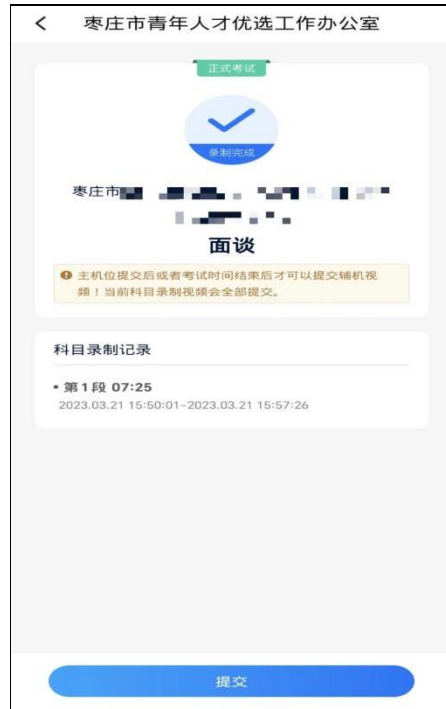 枣庄市青年人才优选工作办公室
正式考试
录制完成
枣庄市
面谈
主机位提交后或者考试时间结束后才可以提交辅机视
频！当前科目录制视频会全部提交。
科目录制记录
• 第1段 07:25
2023.03.21 15:50:01-2023.03.21 15:57:26
提交